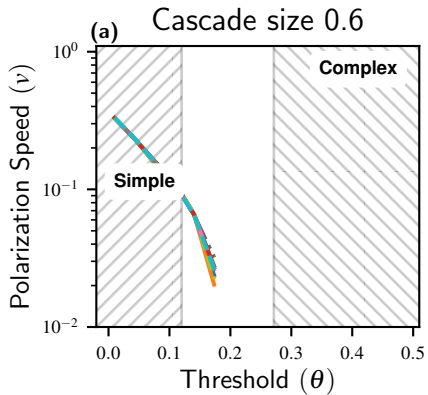 (a) Cascade size 0.6
Polarization Speed (ν)
10⁰
10⁻¹
10⁻²
Complex
Simple
0.0 0.1 0.2 0.3 0.4 0.5
Threshold (θ)